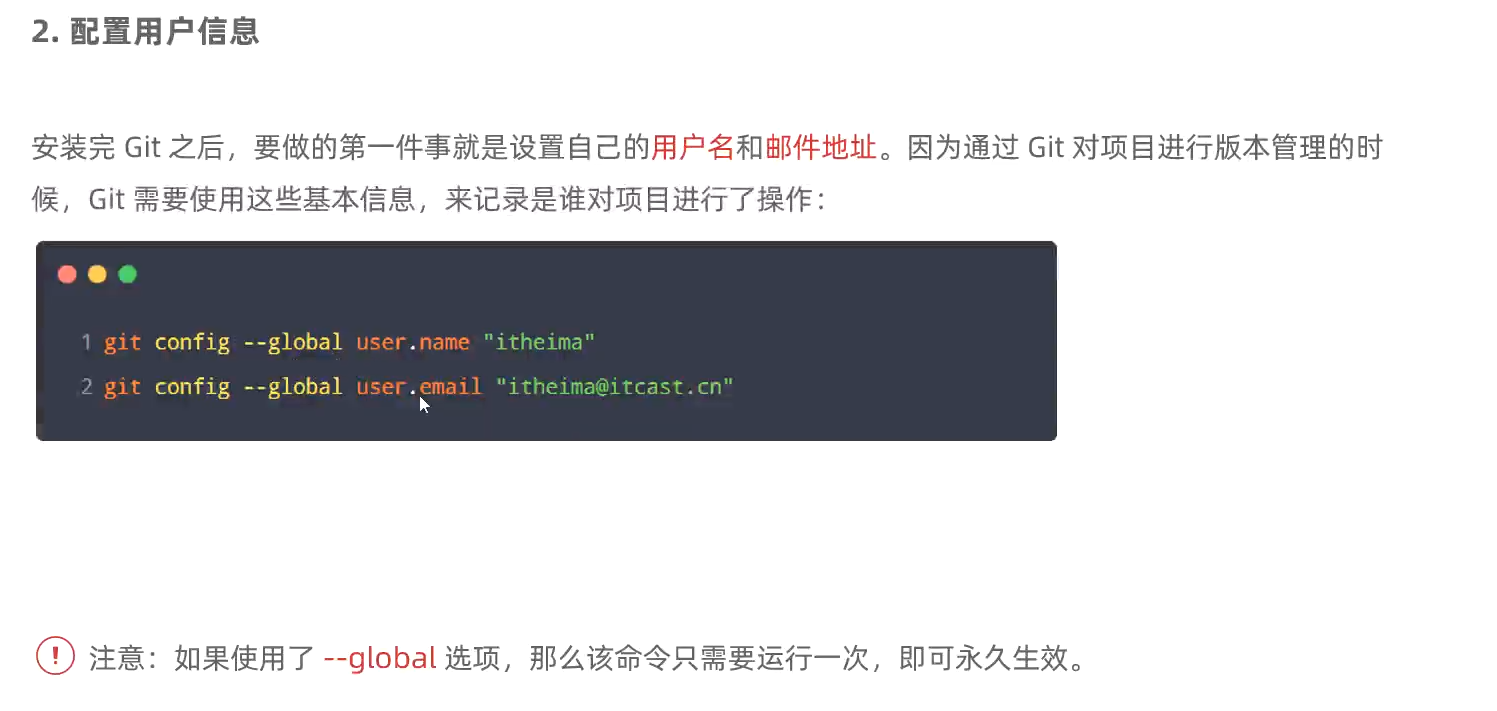 2. 配置用户信息
安装完 Git 之后，要做的第一件事就是设置自己的用户名和邮件地址。因为通过 Git 对项目进行版本管理的时
候，Git 需要使用这些基本信息，来记录是谁对项目进行了操作：
1 git config --global user.name "itheima"
2 git config --global user.email "itheima@itcast.cn"
! 注意：如果使用了 --global 选项，那么该命令只需要运行一次，即可永久生效。